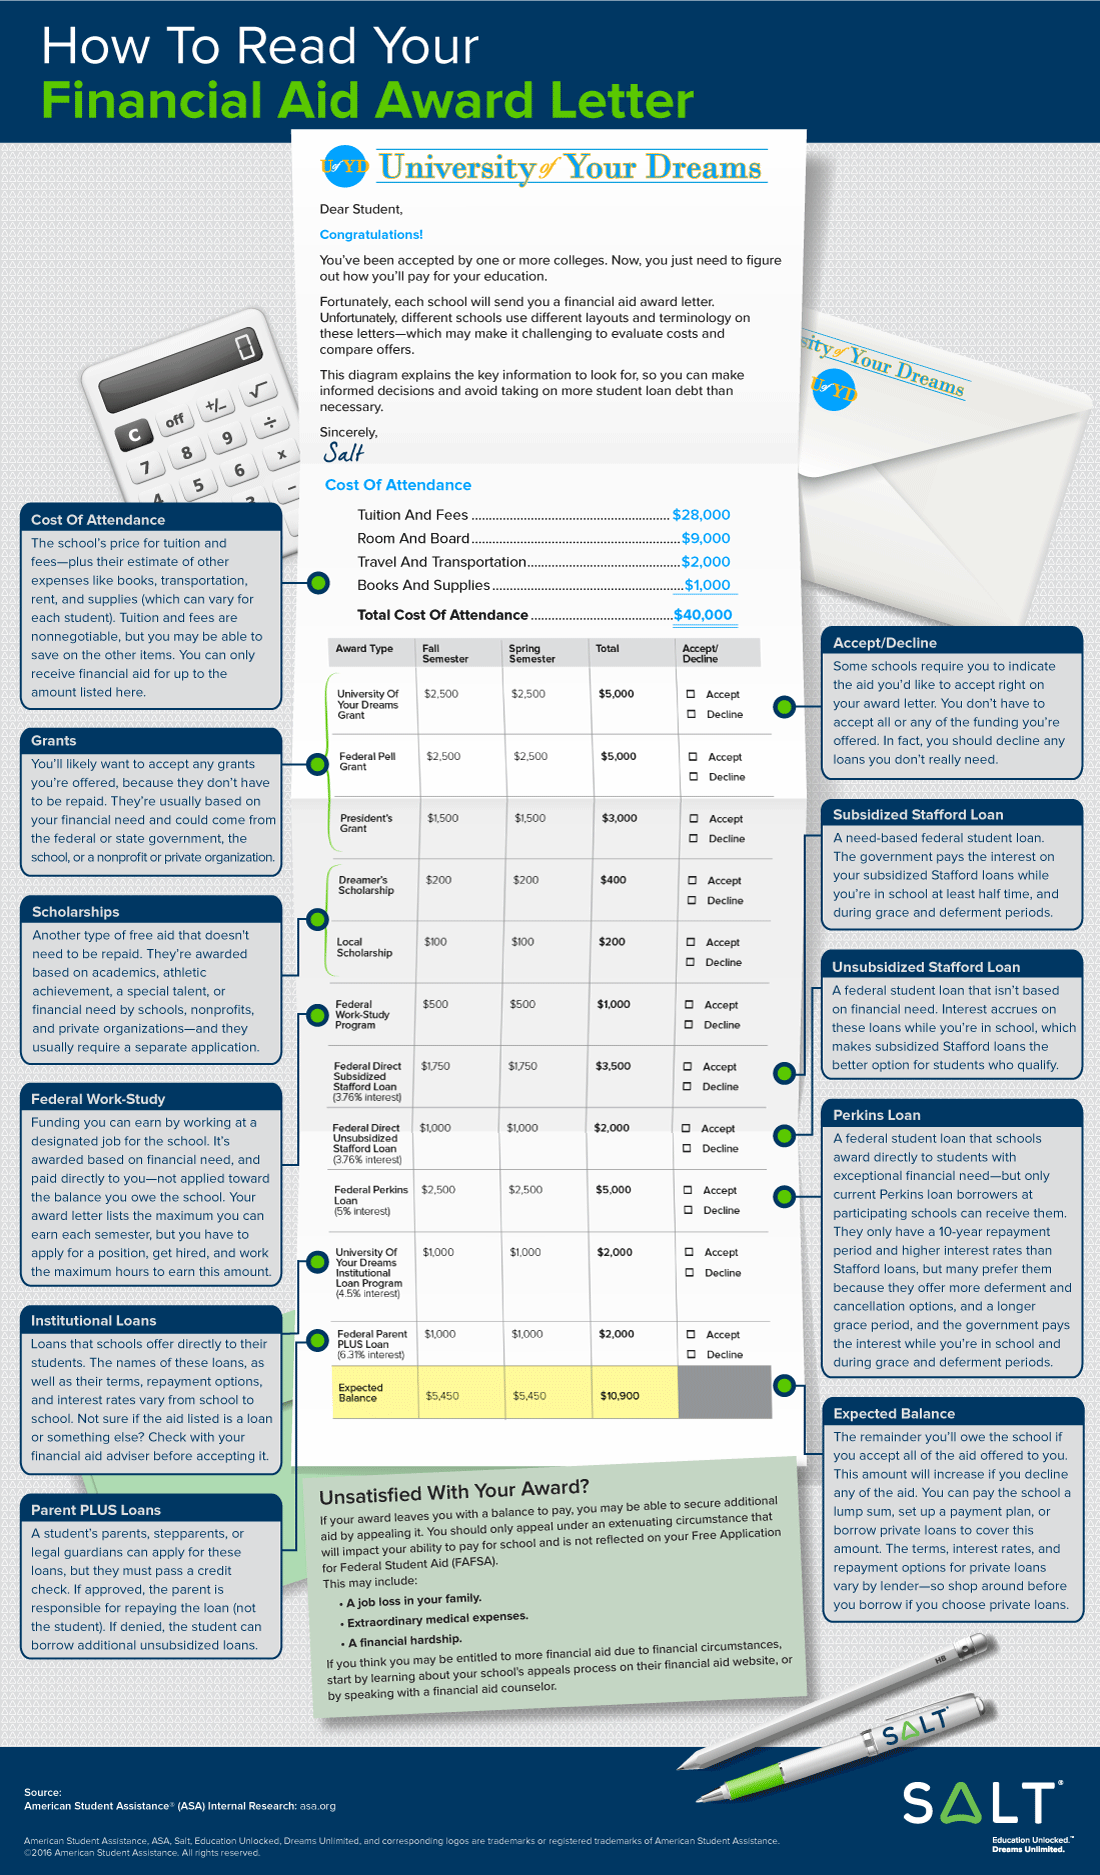 How To Read Your
Financial Aid Award Letter
UofYD University of Your Dreams
Dear Student,
Congratulations!
You've been accepted by one or more colleges. Now, you just need to figure
out how you'll pay for your education.
Fortunately, each school will send you a financial aid award letter.
Unfortunately, different schools use different layouts and terminology on
these letters—which may make it challenging to evaluate costs and
compare offers.
This diagram explains the key information to look for, so you can make
informed decisions and avoid taking on more student loan debt than
necessary.
Sincerely,
Salt
sity of Your Dreams
UofYD
0
C off +/- √
7 8 9 ÷
4 5 6 x
3 −
Cost Of Attendance
Tuition And Fees ........ $28,000
Room And Board ........ $9,000
Travel And Transportation ........ $2,000
Books And Supplies ........ $1,000
Total Cost Of Attendance ........ $40,000
Cost Of Attendance
The school's price for tuition and
fees—plus their estimate of other
expenses like books, transportation,
rent, and supplies (which can vary for
each student). Tuition and fees are
nonnegotiable, but you may be able to
save on the other items. You can only
receive financial aid for up to the
amount listed here.
Grants
You'll likely want to accept any grants
you're offered, because they don't have
to be repaid. They're usually based on
your financial need and could come from
the federal or state government, the
school, or a nonprofit or private organization.
Scholarships
Another type of free aid that doesn't
need to be repaid. They're awarded
based on academics, athletic
achievement, a special talent, or
financial need by schools, nonprofits,
and private organizations—and they
usually require a separate application.
Federal Work-Study
Funding you can earn by working at a
designated job for the school. It's
awarded based on financial need, and
paid directly to you—not applied toward
the balance you owe the school. Your
award letter lists the maximum you can
earn each semester, but you have to
apply for a position, get hired, and work
the maximum hours to earn this amount.
Institutional Loans
Loans that schools offer directly to their
students. The names of these loans, as
well as their terms, repayment options,
and interest rates vary from school to
school. Not sure if the aid listed is a loan
or something else? Check with your
financial aid adviser before accepting it.
Parent PLUS Loans
A student's parents, stepparents, or
legal guardians can apply for these
loans, but they must pass a credit
check. If approved, the parent is
responsible for repaying the loan (not
the student). If denied, the student can
borrow additional unsubsidized loans.
Award Type Fall Semester Spring Semester Total Accept/ Decline
University Of Your Dreams Grant $2,500 $2,500 $5,000 Accept Decline
Federal Pell Grant $2,500 $2,500 $5,000 Accept Decline
President's Grant $1,500 $1,500 $3,000 Accept Decline
Dreamer's Scholarship $200 $200 $400 Accept Decline
Local Scholarship $100 $100 $200 Accept Decline
Federal Work-Study Program $500 $500 $1,000 Accept Decline
Federal Direct Subsidized Stafford Loan (3.76% interest) $1,750 $1,750 $3,500 Accept Decline
Federal Direct Unsubsidized Stafford Loan (3.76% interest) $1,000 $1,000 $2,000 Accept Decline
Federal Perkins Loan (5% interest) $2,500 $2,500 $5,000 Accept Decline
University Of Your Dreams Institutional Loan Program (4.5% interest) $1,000 $1,000 $2,000 Accept Decline
Federal Parent PLUS Loan (6.31% interest) $1,000 $1,000 $2,000 Accept Decline
Expected Balance $5,450 $5,450 $10,900
Accept/Decline
Some schools require you to indicate
the aid you'd like to accept right on
your award letter. You don't have to
accept all or any of the funding you're
offered. In fact, you should decline any
loans you don't really need.
Subsidized Stafford Loan
A need-based federal student loan.
The government pays the interest on
your subsidized Stafford loans while
you're in school at least half time, and
during grace and deferment periods.
Unsubsidized Stafford Loan
A federal student loan that isn't based
on financial need. Interest accrues on
these loans while you're in school, which
makes subsidized Stafford loans the
better option for students who qualify.
Perkins Loan
A federal student loan that schools
award directly to students with
exceptional financial need—but only
current Perkins loan borrowers at
participating schools can receive them.
They only have a 10-year repayment
period and higher interest rates than
Stafford loans, but many prefer them
because they offer more deferment and
cancellation options, and a longer
grace period, and the government pays
the interest while you're in school and
during grace and deferment periods.
Expected Balance
The remainder you'll owe the school if
you accept all of the aid offered to you.
This amount will increase if you decline
any of the aid. You can pay the school a
lump sum, set up a payment plan, or
borrow private loans to cover this
amount. The terms, interest rates, and
repayment options for private loans
vary by lender—so shop around before
you borrow if you choose private loans.
Unsatisfied With Your Award?
If your award leaves you with a balance to pay, you may be able to secure additional
aid by appealing it. You should only appeal under an extenuating circumstance that
will impact your ability to pay for school and is not reflected on your Free Application
for Federal Student Aid (FAFSA).
This may include:
• A job loss in your family.
• Extraordinary medical expenses.
• A financial hardship.
If you think you may be entitled to more financial aid due to financial circumstances,
start by learning about your school's appeals process on their financial aid website, or
by speaking with a financial aid counselor.
HB
SALT
Source:
American Student Assistance® (ASA) Internal Research: asa.org
American Student Assistance, ASA, Salt, Education Unlocked, Dreams Unlimited, and corresponding logos are trademarks or registered trademarks of American Student Assistance.
©2016 American Student Assistance. All rights reserved.
SALT®
Education Unlocked.™
Dreams Unlimited.